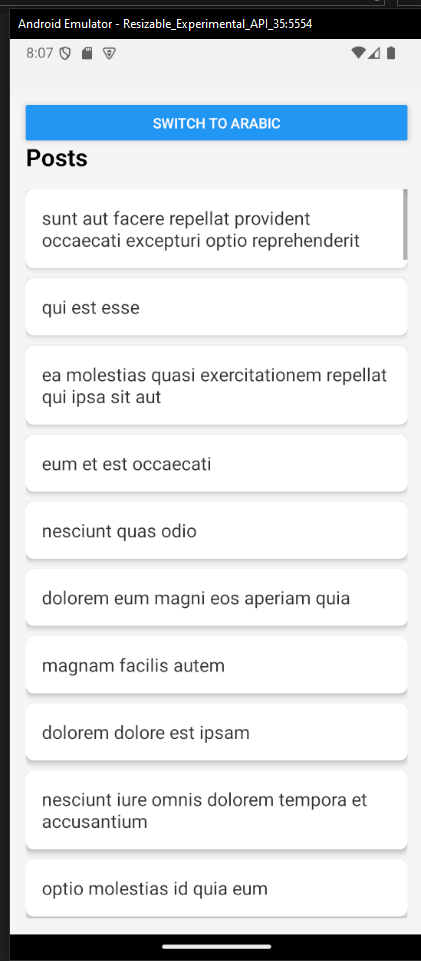 Android Emulator - Resizable_Experimental_API_35:5554
8:07
SWITCH TO ARABIC
Posts
sunt aut facere repellat provident
occaecati excepturi optio reprehenderit
qui est esse
ea molestias quasi exercitationem repellat
qui ipsa sit aut
eum et est occaecati
nesciunt quas odio
dolorem eum magni eos aperiam quia
magnam facilis autem
dolorem dolore est ipsam
nesciunt iure omnis dolorem tempora et
accusantium
optio molestias id quia eum